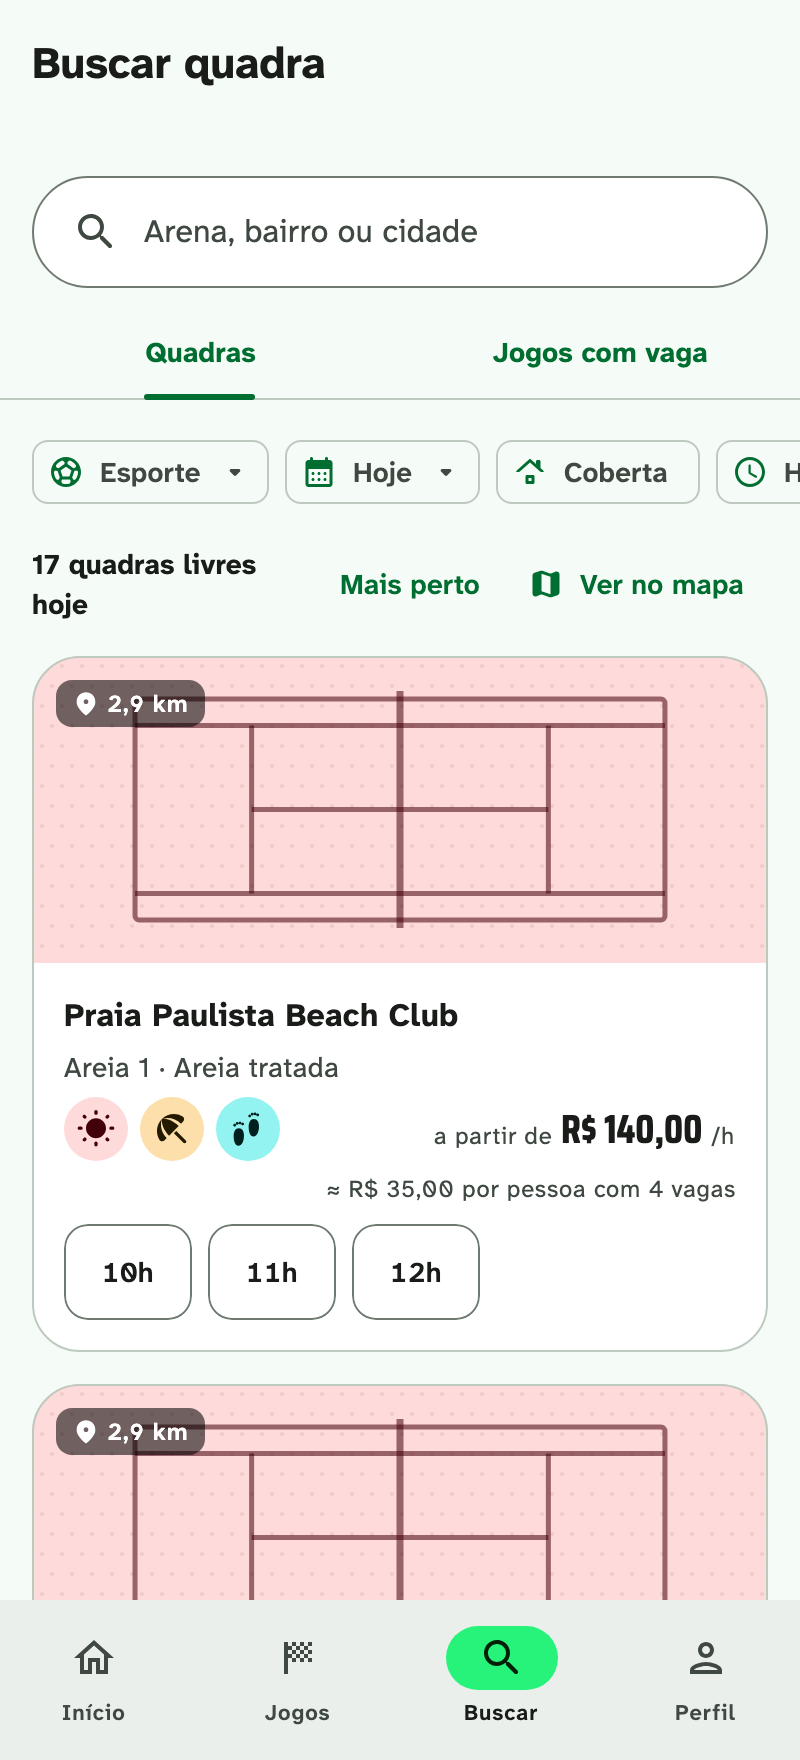 Buscar quadra
Arena, bairro ou cidade
Quadras
Jogos com vaga
Esporte
Hoje
Coberta
17 quadras livres
hoje
Mais perto
Ver no mapa
2,9 km
Praia Paulista Beach Club
Areia 1 · Areia tratada
a partir de R$ 140,00 /h
≈ R$ 35,00 por pessoa com 4 vagas
10h
11h
12h
2,9 km
Início
Jogos
Buscar
Perfil